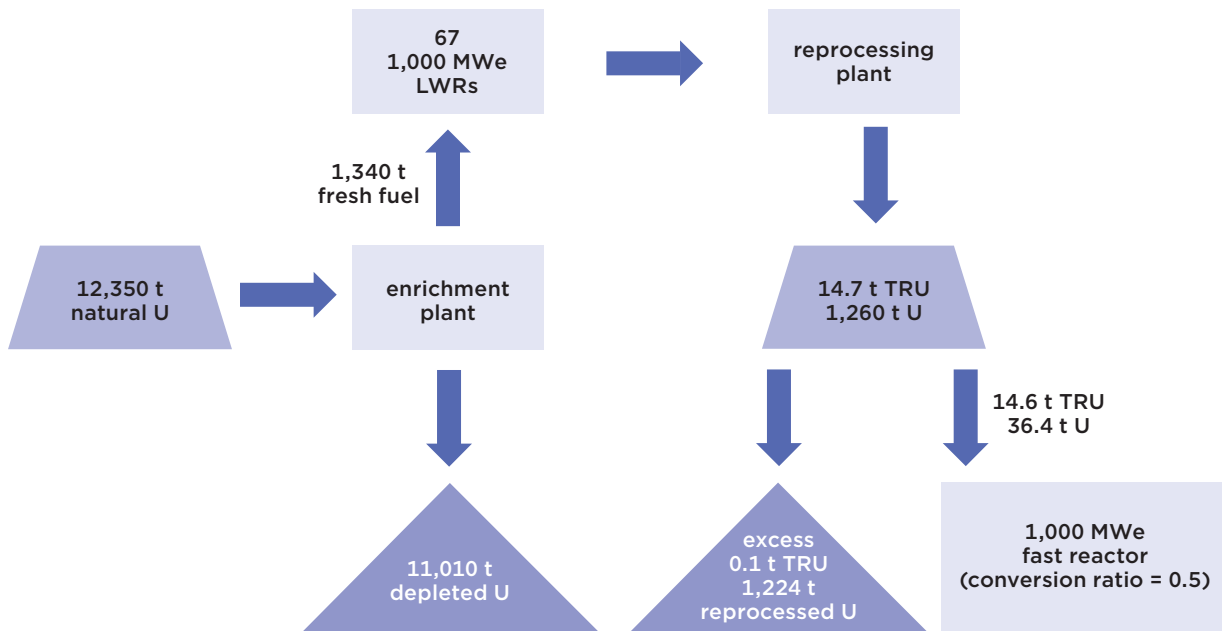 67
1,000 MWe
LWRs
reprocessing
plant
1,340 t
fresh fuel
12,350 t
natural U
enrichment
plant
14.7 t TRU
1,260 t U
14.6 t TRU
36.4 t U
11,010 t
depleted U
excess
0.1 t TRU
1,224 t
reprocessed U
1,000 MWe
fast reactor
(conversion ratio = 0.5)